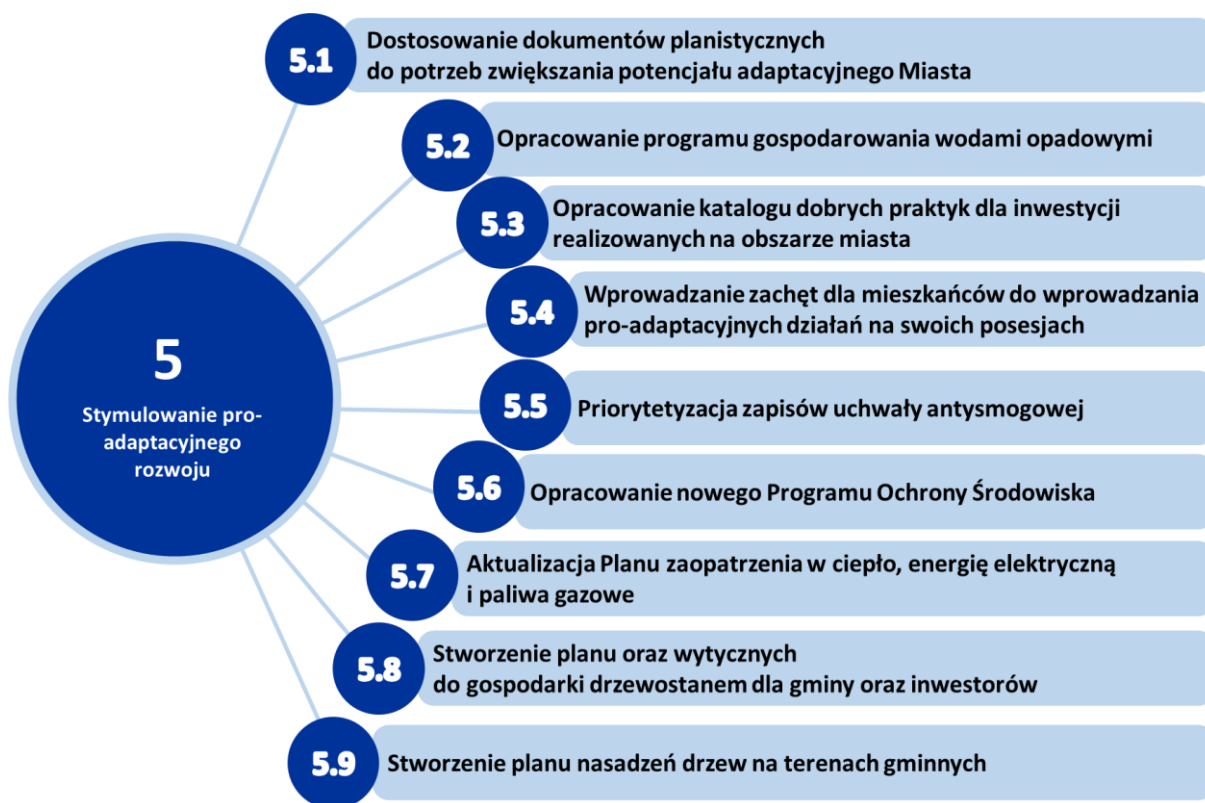 5
Stymulowanie pro-
adaptacyjnego
rozwoju
5.1
Dostosowanie dokumentów planistycznych
do potrzeb zwiększania potencjału adaptacyjnego Miasta
5.2
Opracowanie programu gospodarowania wodami opadowymi
5.3
Opracowanie katalogu dobrych praktyk dla inwestycji
realizowanych na obszarze miasta
5.4
Wprowadzanie zachęt dla mieszkańców do wprowadzania
pro-adaptacyjnych działań na swoich posesjach
5.5
Priorytetyzacja zapisów uchwały antysmogowej
5.6
Opracowanie nowego Programu Ochrony Środowiska
5.7
Aktualizacja Planu zaopatrzenia w ciepło, energię elektryczną
i paliwa gazowe
5.8
Stworzenie planu oraz wytycznych
do gospodarki drzewostanem dla gminy oraz inwestorów
5.9
Stworzenie planu nasadzeń drzew na terenach gminnych